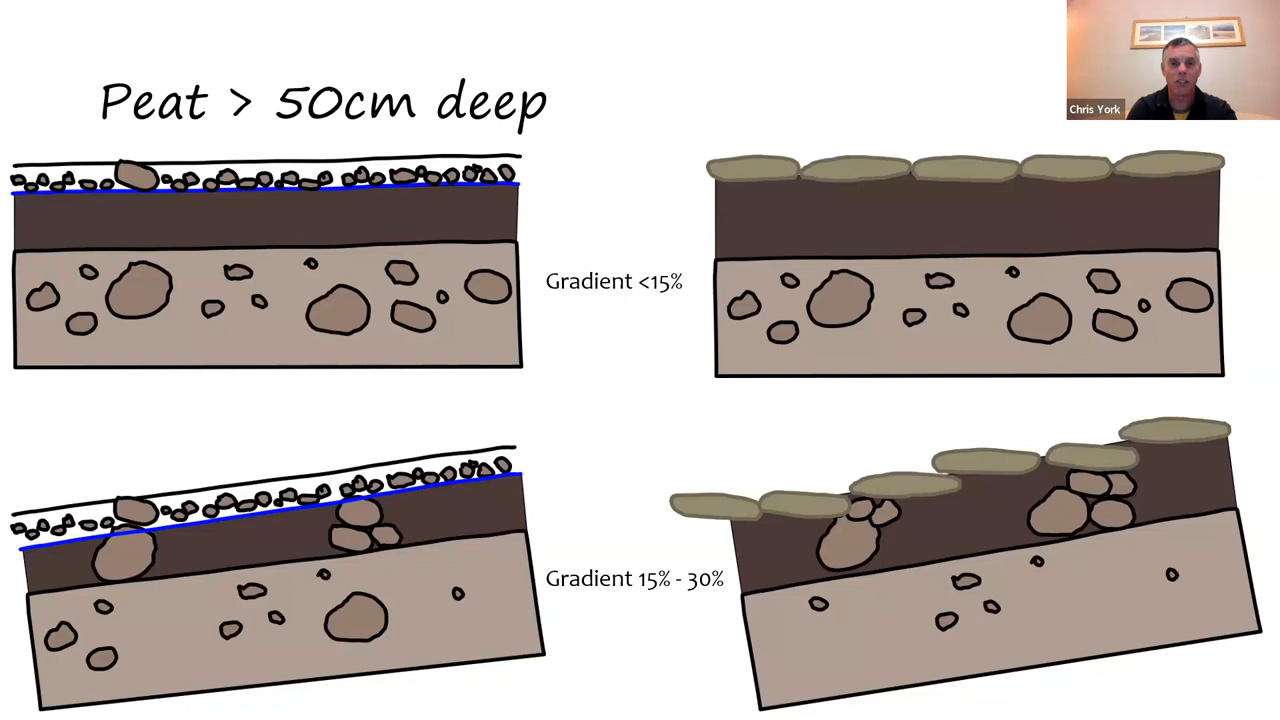 Chris York
Peat > 50cm deep
Gradient <15%
Gradient 15% - 30%